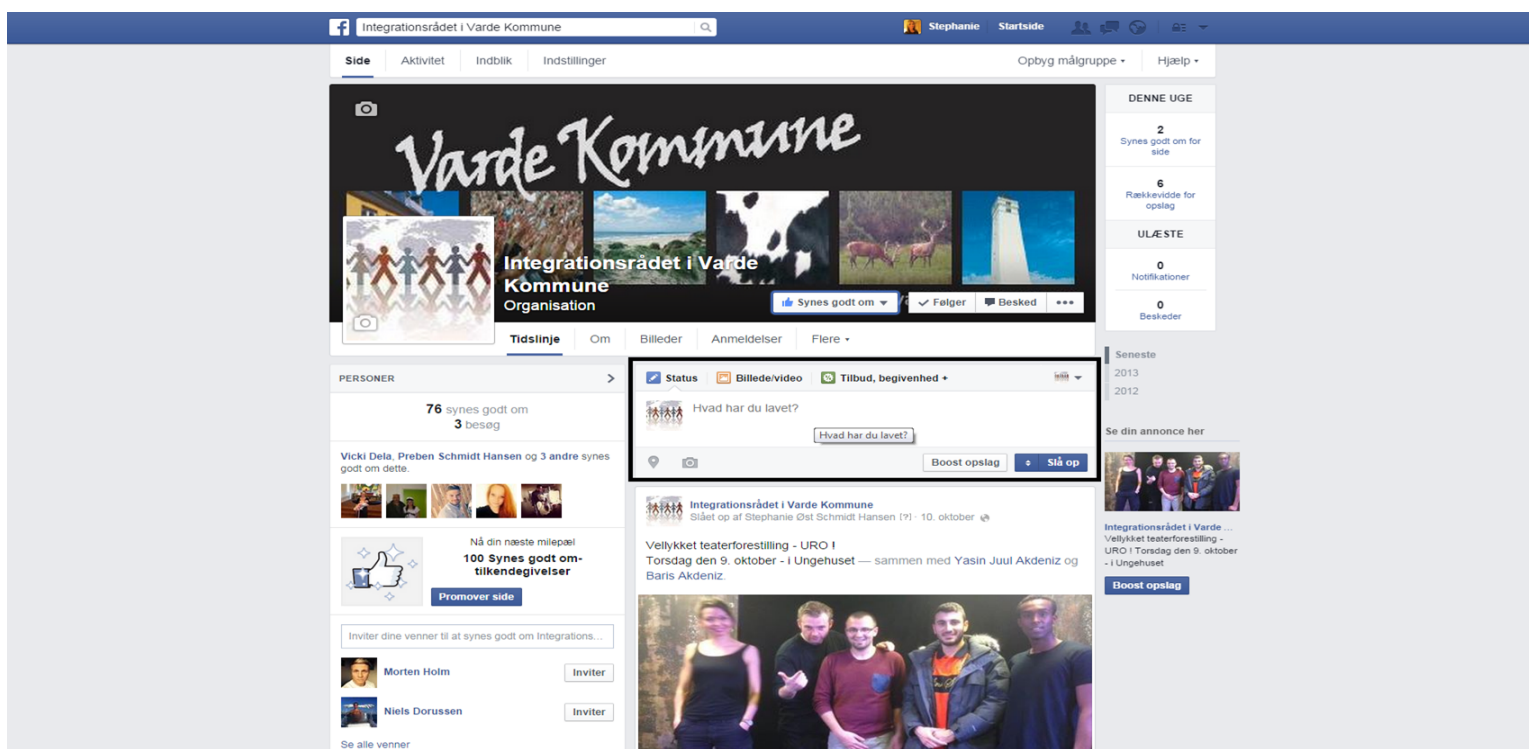 Integrationsrådet i Varde Kommune
Stephanie Startside
Side Aktivitet Indblik Indstillinger Opbyg målgruppe Hjælp
Varde Kommune
Integrationsrådet i Varde
Kommune
Organisation
Synes godt om Følger Besked
Tidslinje Om Billeder Anmeldelser Flere
DENNE UGE
2
Synes godt om for
side
6
Rækkevidde for
opslag
ULÆSTE
0
Notifikationer
0
Beskeder
Seneste
2013
2012
PERSONER
76 synes godt om
3 besøg
Vicki Dela, Preben Schmidt Hansen og 3 andre synes
godt om dette.
Nå din næste milepæl
100 Synes godt om-
tilkendegivelser
Promover side
Inviter dine venner til at synes godt om Integrations...
Morten Holm Inviter
Niels Dorussen Inviter
Se alle venner
Status Billede/video Tilbud, begivenhed +
Hvad har du lavet?
Hvad har du lavet?
Boost opslag Slå op
Integrationsrådet i Varde Kommune
Slået op af Stephanie Øst Schmidt Hansen [?] · 10. oktober
Vellykket teaterforestilling - URO !
Torsdag den 9. oktober - i Ungehuset — sammen med Yasin Juul Akdeniz og
Baris Akdeniz.
Se din annonce her
Integrationsrådet i Varde ...
Vellykket teaterforestilling -
URO ! Torsdag den 9. oktober
- i Ungehuset
Boost opslag